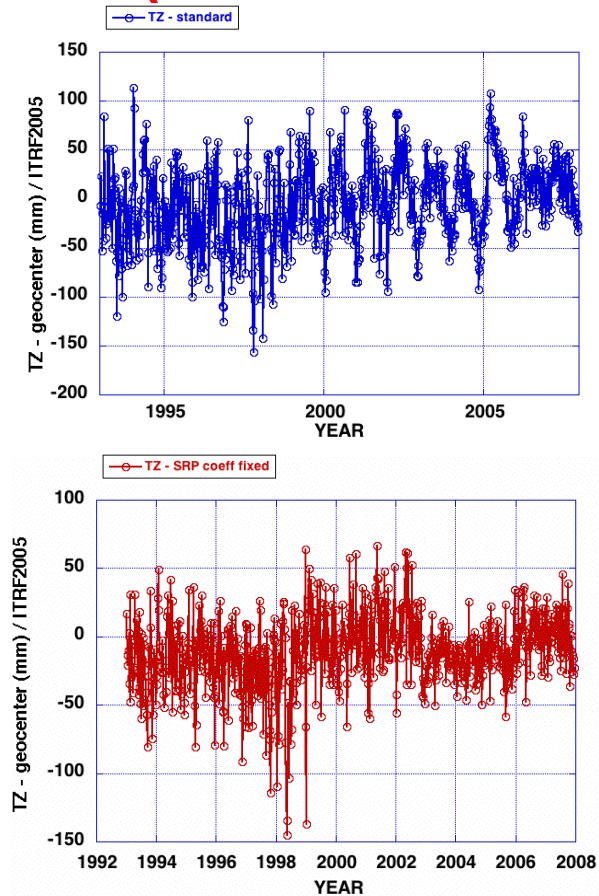 TZ - standard
150
100
50
0
-50
-100
-150
-200
TZ - geocenter (mm) / ITRF2005
1995 2000 2005
YEAR
TZ - SRP coeff fixed
100
50
0
-50
-100
-150
TZ - geocenter (mm) / ITRF2005
1992 1994 1996 1998 2000 2002 2004 2006 2008
YEAR